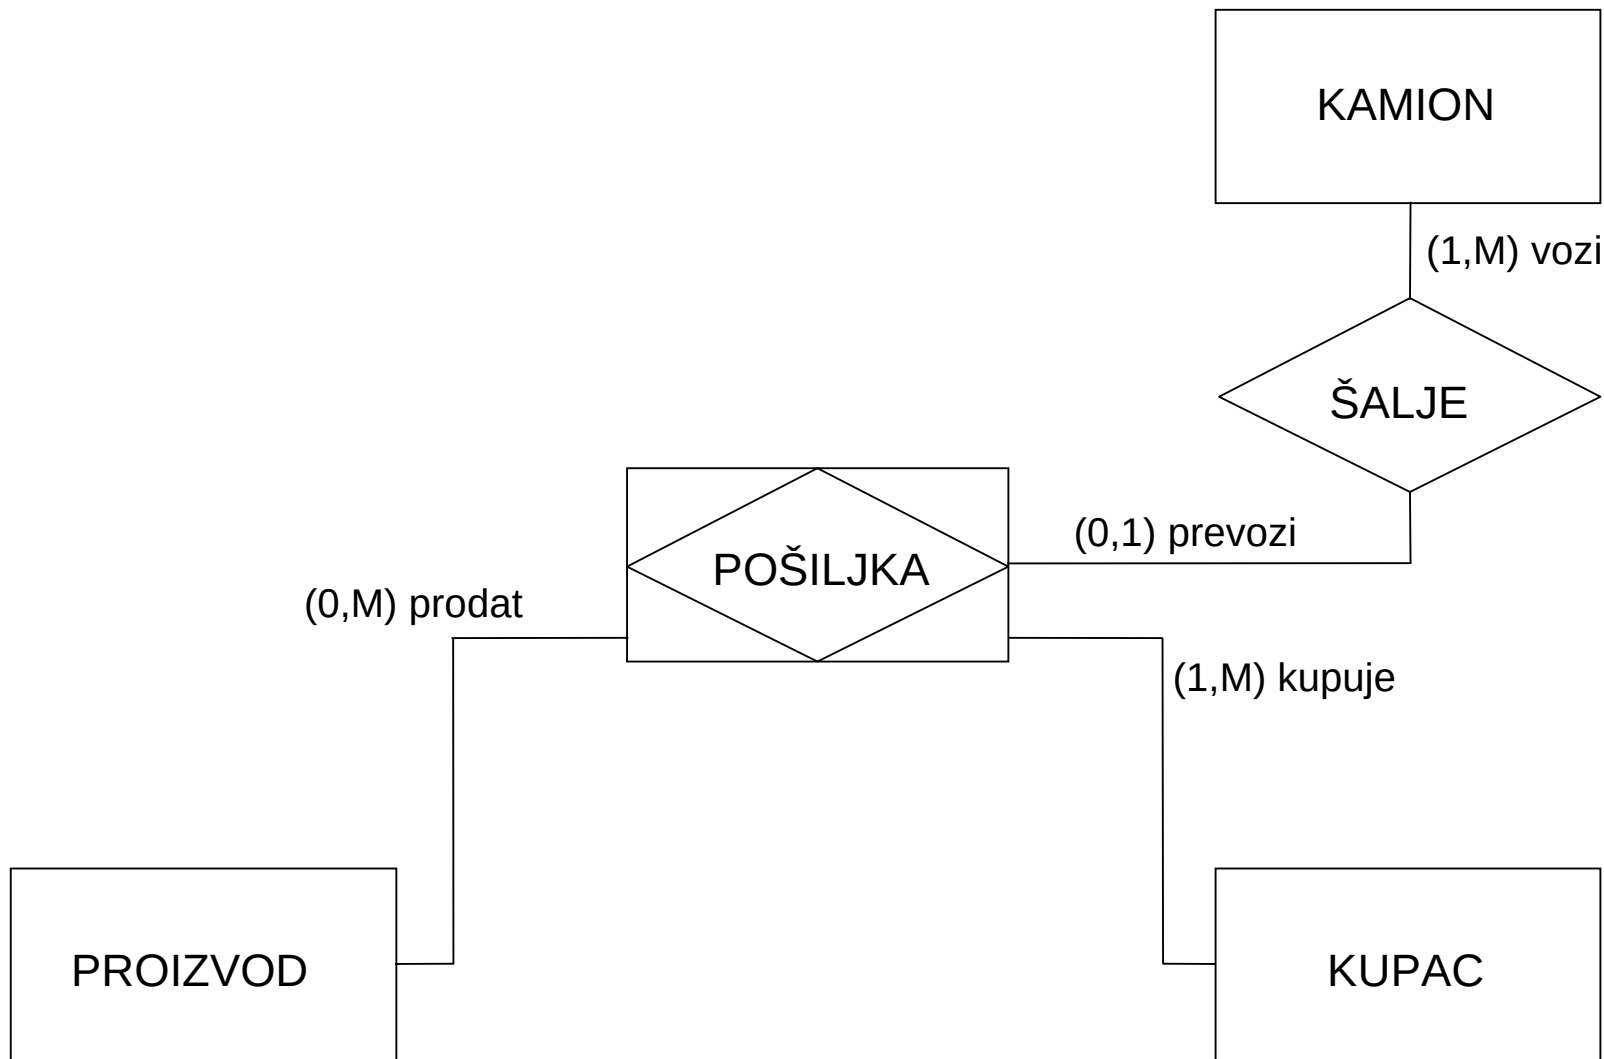 KAMION
(1,M) vozi
ŠALJE
(0,1) prevozi
POŠILJKA
(0,M) prodat
(1,M) kupuje
PROIZVOD
KUPAC